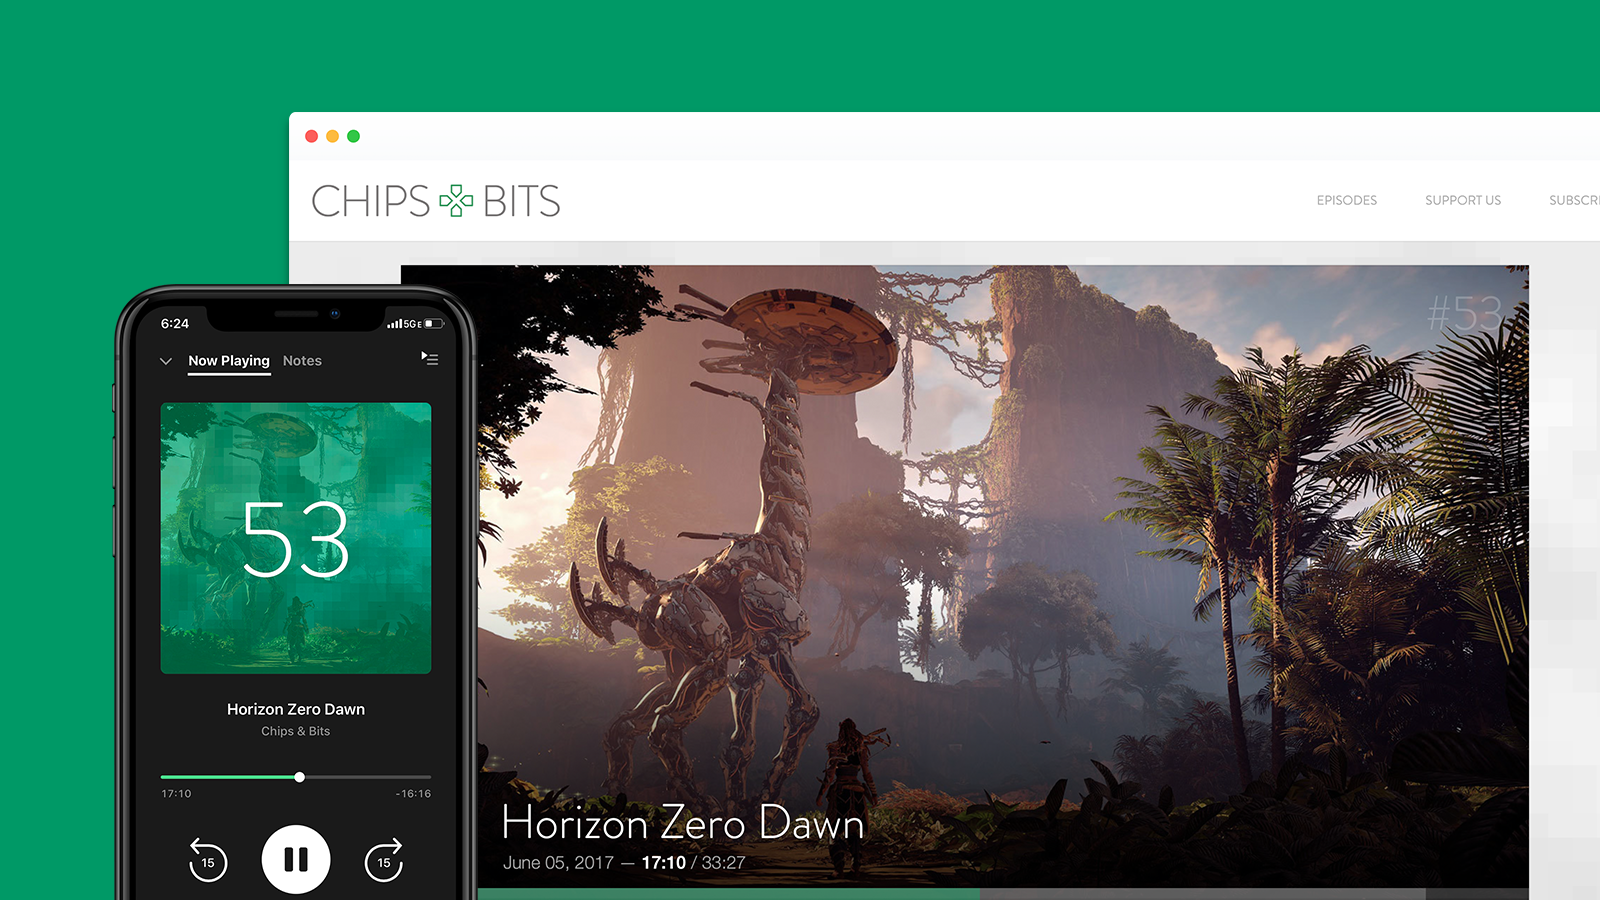 CHIPS BITS
EPISODES SUPPORT US SUBSCRI
#53
Horizon Zero Dawn
June 05, 2017 — 17:10 / 33:27
6:24 5GE
Now Playing Notes
53
Horizon Zero Dawn
Chips & Bits
17:10 -16:16
15 15